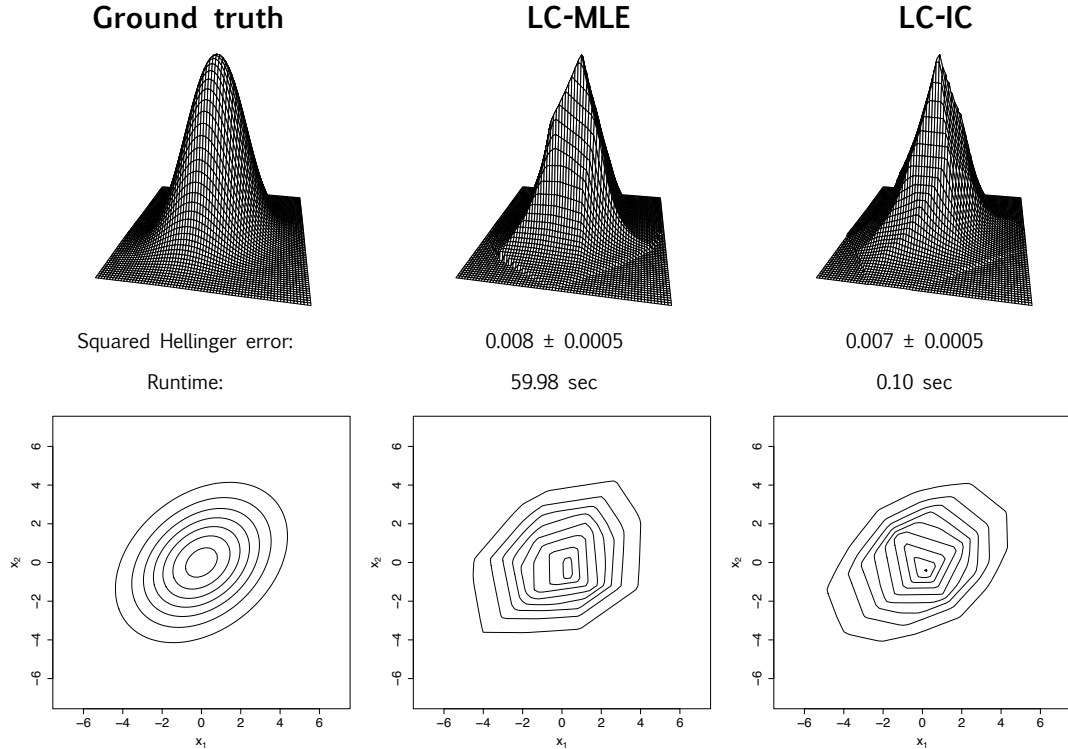 Ground truth LC-MLE LC-IC
Squared Hellinger error: 0.008 ± 0.0005 0.007 ± 0.0005
Runtime: 59.98 sec 0.10 sec
6 6 6
4 4 4
2 2 2
x2 0 x2 0 x2 0
−2 −2 −2
−4 −4 −4
−6 −6 −6
−6 −4 −2 0 2 4 6 −6 −4 −2 0 2 4 6 −6 −4 −2 0 2 4 6
x1 x1 x1